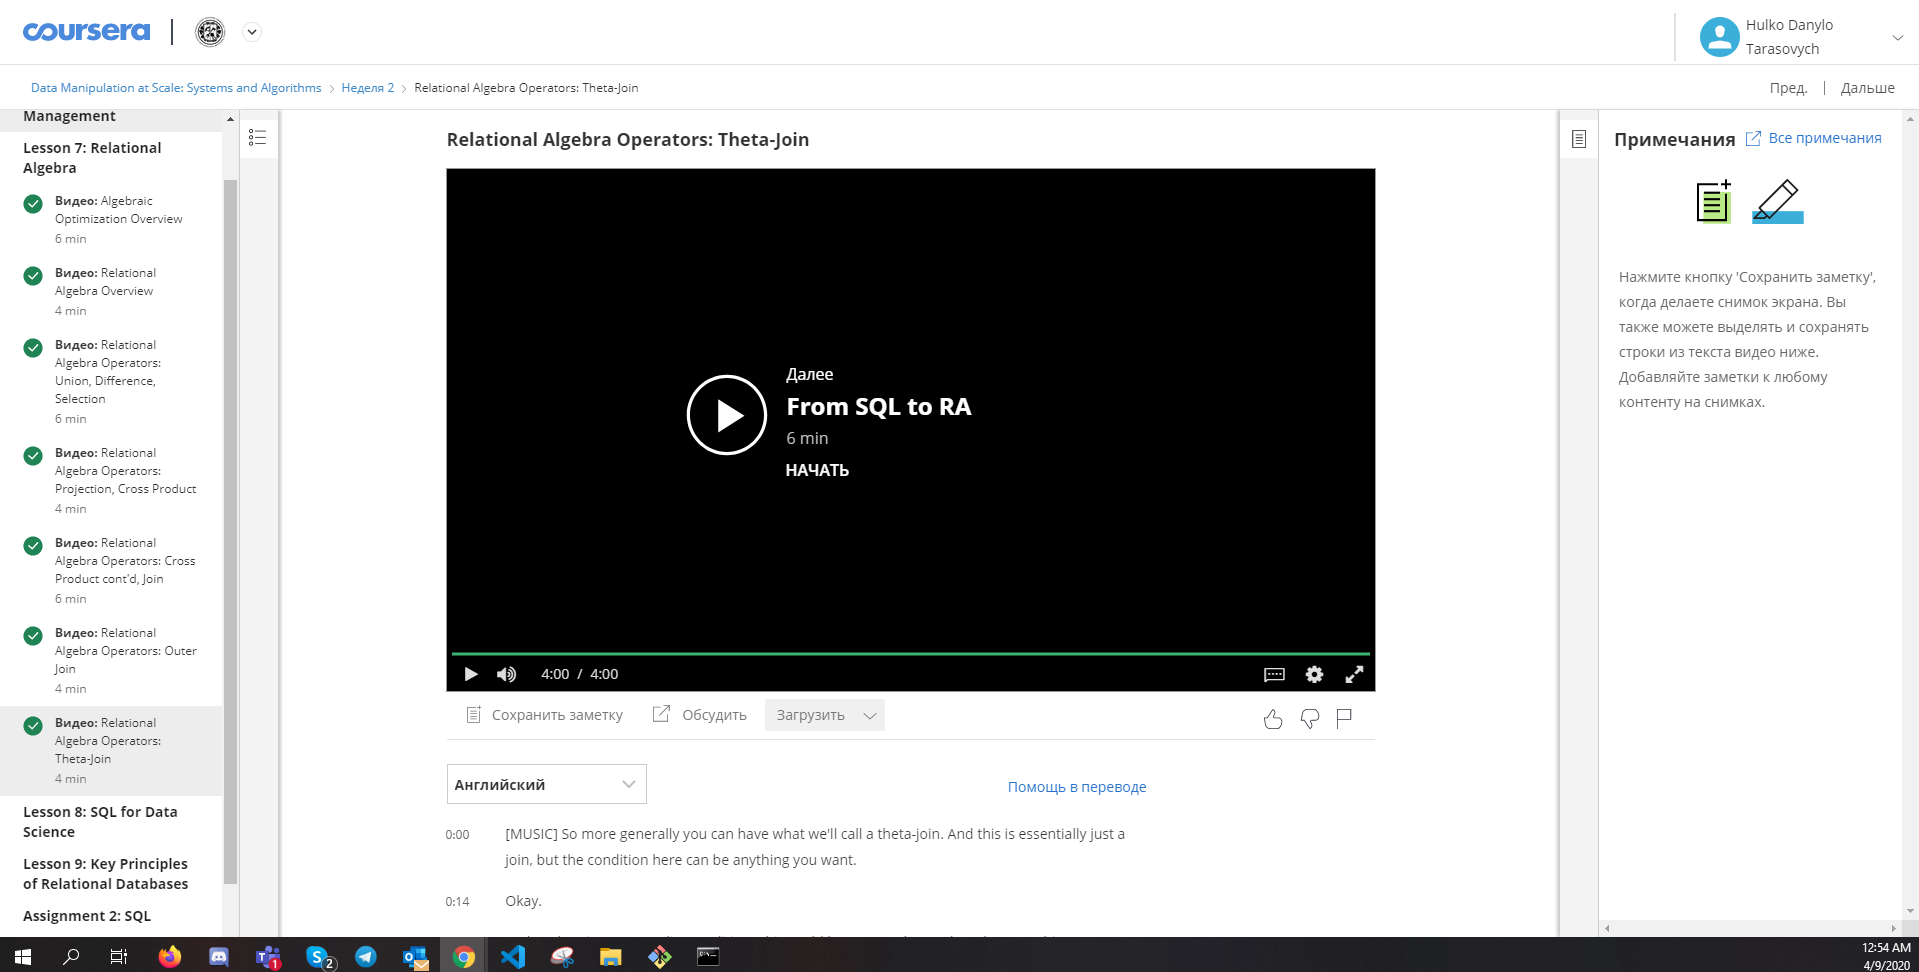 coursera
Hulko Danylo
Tarasovych
Data Manipulation at Scale: Systems and Algorithms > Неделя 2 > Relational Algebra Operators: Theta-Join
Пред. | Дальше
Management
Lesson 7: Relational
Algebra
Видео: Algebraic
Optimization Overview
6 min
Видео: Relational
Algebra Overview
4 min
Видео: Relational
Algebra Operators:
Union, Difference,
Selection
6 min
Видео: Relational
Algebra Operators:
Projection, Cross Product
4 min
Видео: Relational
Algebra Operators: Cross
Product cont'd, Join
6 min
Видео: Relational
Algebra Operators: Outer
Join
4 min
Видео: Relational
Algebra Operators:
Theta-Join
4 min
Lesson 8: SQL for Data
Science
Lesson 9: Key Principles
of Relational Databases
Assignment 2: SQL
Relational Algebra Operators: Theta-Join
Далее
From SQL to RA
6 min
НАЧАТЬ
4:00 / 4:00
Сохранить заметку
Обсудить
Загрузить
Английский
Помощь в переводе
0:00 [MUSIC] So more generally you can have what we'll call a theta-join. And this is essentially just a
join, but the condition here can be anything you want.
0:14 Okay.
Примечания
Все примечания
Нажмите кнопку 'Сохранить заметку',
когда делаете снимок экрана. Вы
также можете выделять и сохранять
строки из текста видео ниже.
Добавляйте заметки к любому
контенту на снимках.
1
2
12:54 AM
4/9/2020